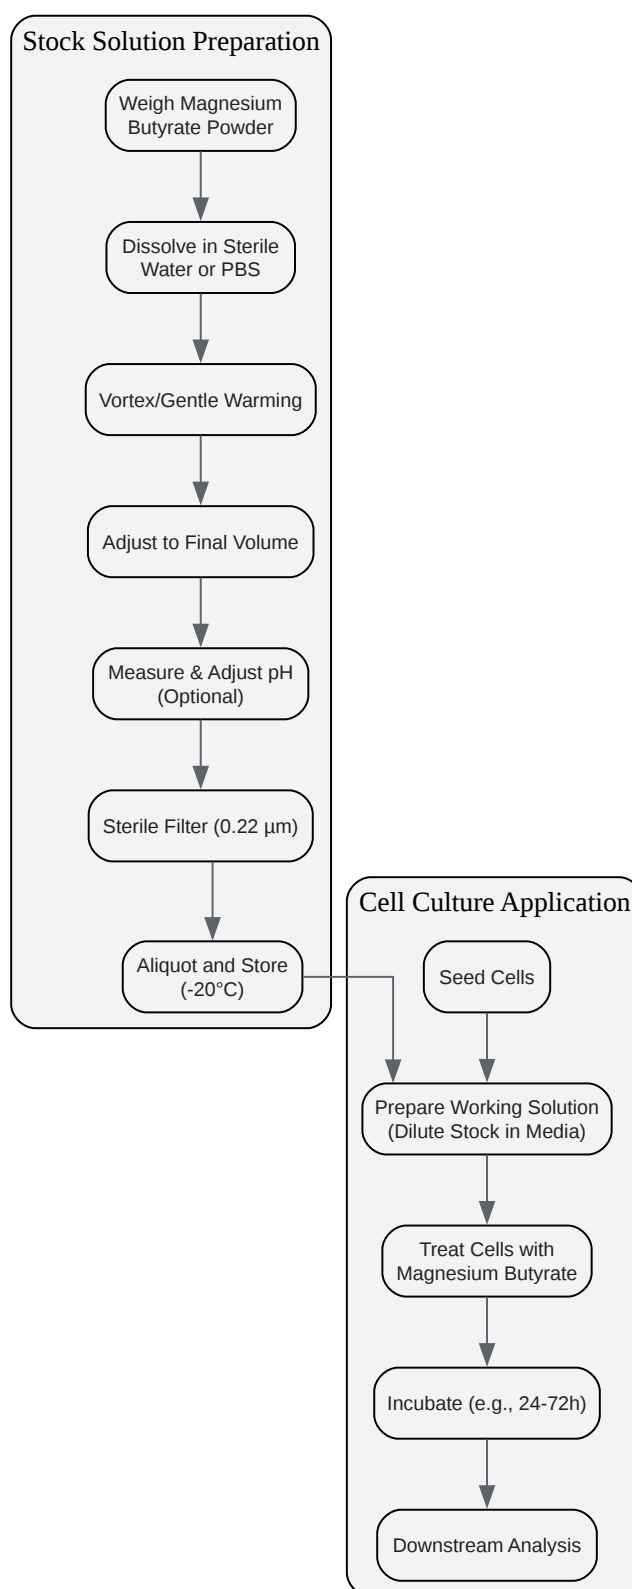 Stock Solution Preparation
Weigh Magnesium
Butyrate Powder
Dissolve in Sterile
Water or PBS
Vortex/Gentle Warming
Adjust to Final Volume
Measure & Adjust pH
(Optional)
Sterile Filter (0.22 µm)
Aliquot and Store
(-20°C)
Cell Culture Application
Seed Cells
Prepare Working Solution
(Dilute Stock in Media)
Treat Cells with
Magnesium Butyrate
Incubate (e.g., 24-72h)
Downstream Analysis